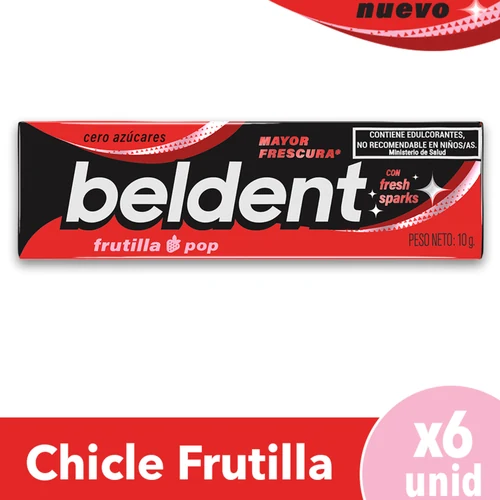 nuevo
cero azúcares
MAYOR
FRESCURA*
CONTIENE EDULCORANTES,
NO RECOMENDABLE EN NIÑOS/AS.
Ministerio de Salud
beldent
CON
fresh
sparks
frutilla pop
PESO NETO: 10 g.
Chicle Frutilla
x6
unid